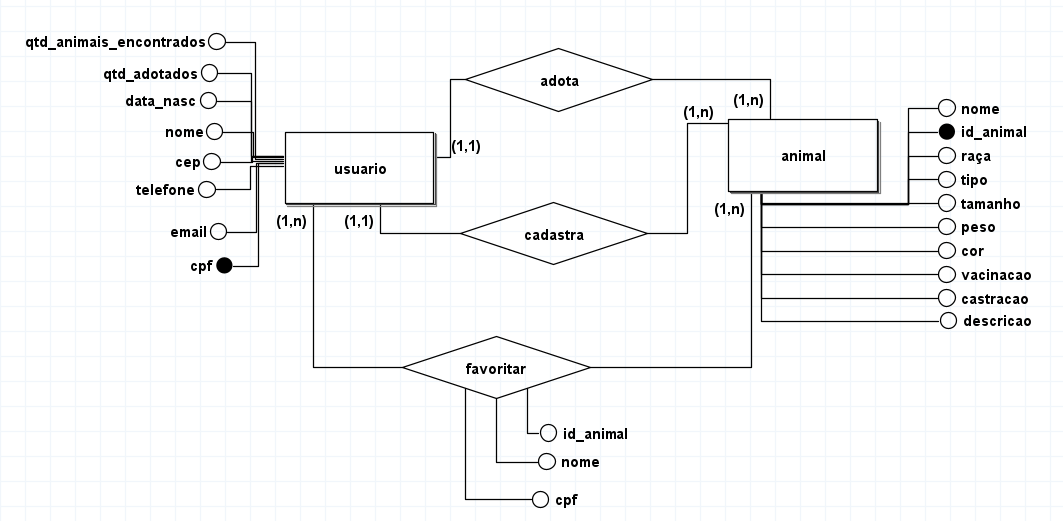 qtd_animais_encontrados
qtd_adotados
data_nasc
nome
cep
telefone
email
cpf
usuario
(1,1)
(1,n)
(1,1)
adota
cadastra
favoritar
(1,n)
(1,n)
(1,n)
animal
nome
id_animal
raça
tipo
tamanho
peso
cor
vacinacao
castracao
descricao
id_animal
nome
cpf